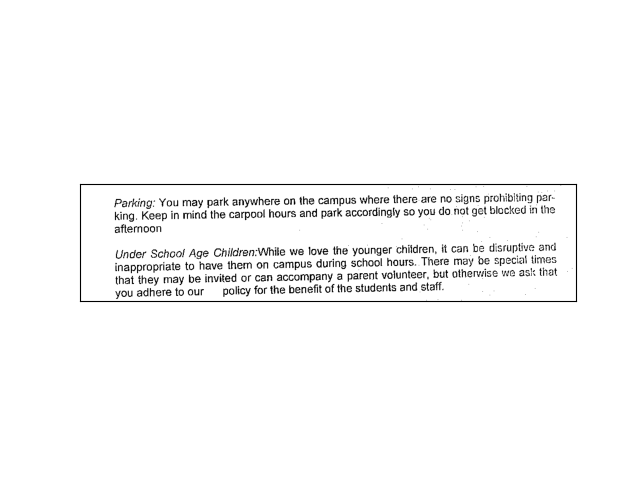 Parking: You may park anywhere on the campus where there are no signs prohibiting par-
king. Keep in mind the carpool hours and park accordingly so you do not get blocked in the
afternoon
Under School Age Children:While we love the younger children, it can be disruptive and
inappropriate to have them on campus during school hours. There may be special times
that they may be invited or can accompany a parent volunteer, but otherwise we ask that
you adhere to our policy for the benefit of the students and staff.